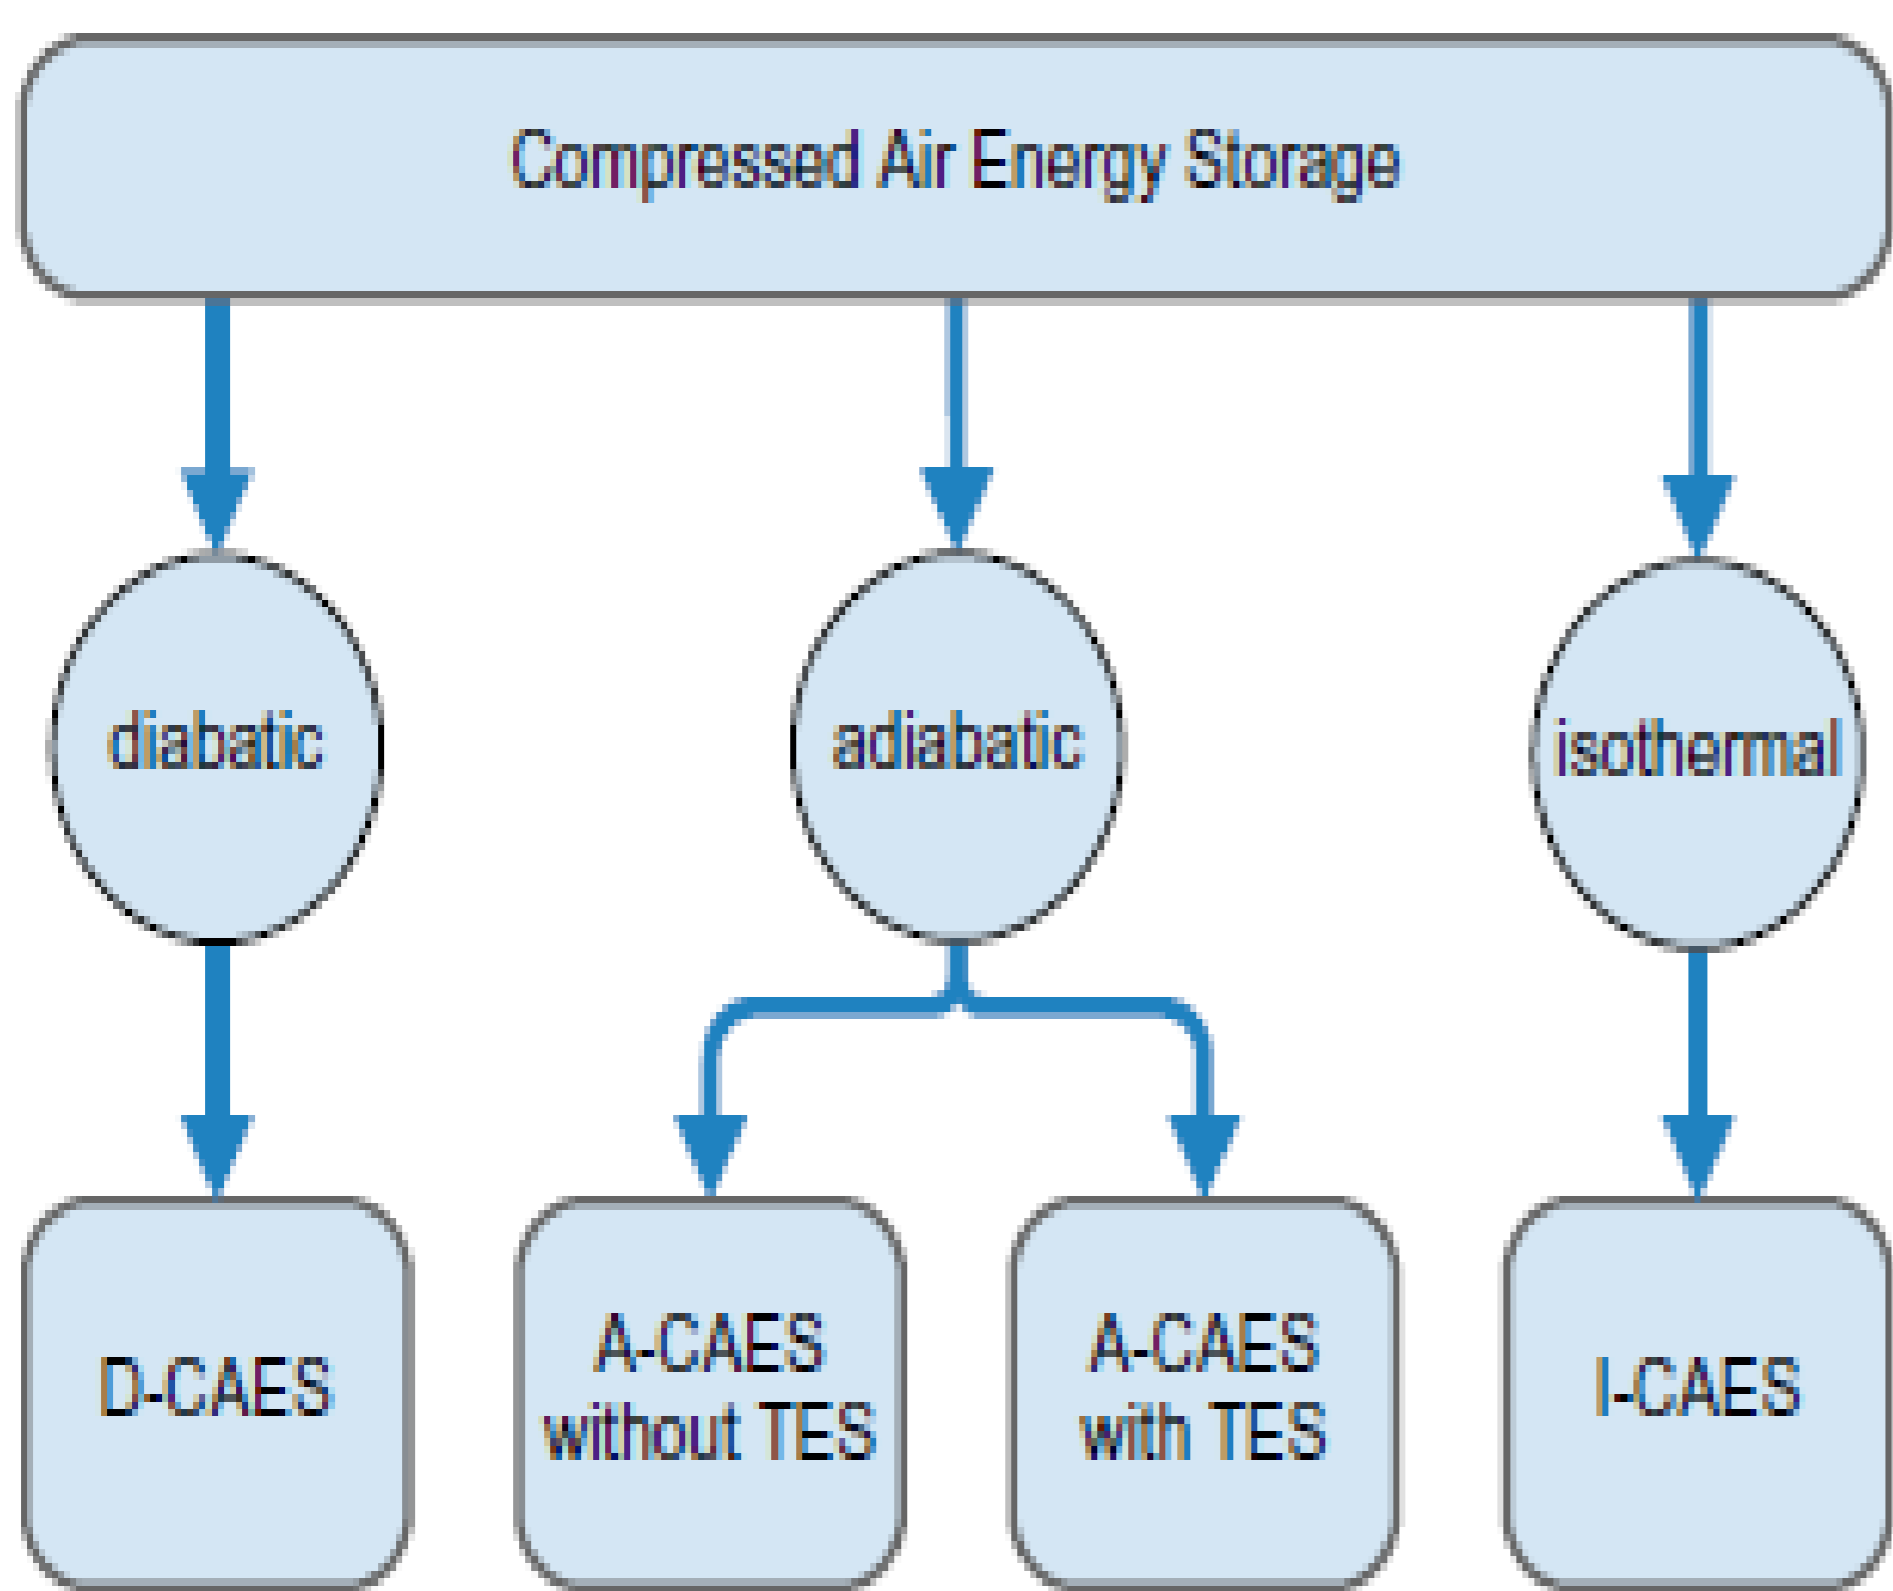 Compressed Air Energy Storage
diabatic
adiabatic
isothermal
D-CAES
A-CAES
without TES
A-CAES
with TES
I-CAES